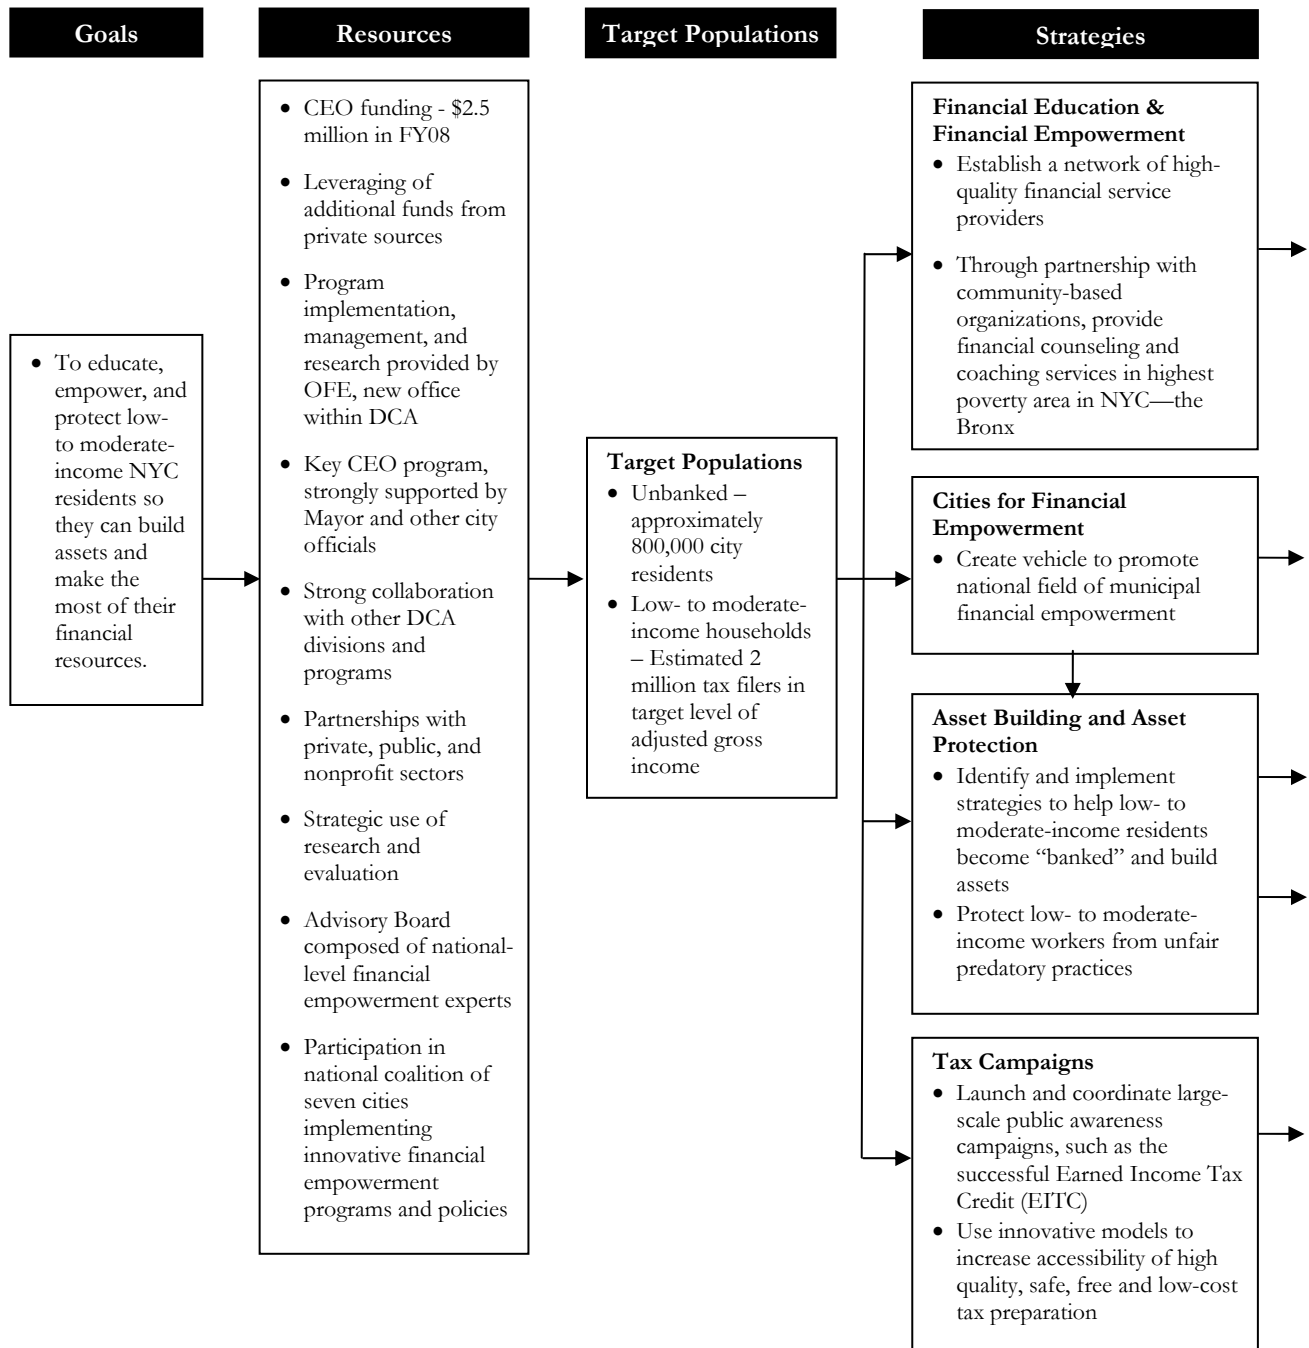 Goals
Resources
Target Populations
Strategies
• To educate,
empower, and
protect low-
to moderate-
income NYC
residents so
they can build
assets and
make the
most of their
financial
resources.
• CEO funding - $2.5
million in FY08
• Leveraging of
additional funds from
private sources
• Program
implementation,
management, and
research provided by
OFE, new office
within DCA
• Key CEO program,
strongly supported by
Mayor and other city
officials
• Strong collaboration
with other DCA
divisions and
programs
• Partnerships with
private, public, and
nonprofit sectors
• Strategic use of
research and
evaluation
• Advisory Board
composed of national-
level financial
empowerment experts
• Participation in
national coalition of
seven cities
implementing
innovative financial
empowerment
programs and policies
Target Populations
• Unbanked –
approximately
800,000 city
residents
• Low- to moderate-
income households
– Estimated 2
million tax filers in
target level of
adjusted gross
income
Financial Education &
Financial Empowerment
• Establish a network of high-
quality financial service
providers
• Through partnership with
community-based
organizations, provide
financial counseling and
coaching services in highest
poverty area in NYC—the
Bronx
Cities for Financial
Empowerment
• Create vehicle to promote
national field of municipal
financial empowerment
Asset Building and Asset
Protection
• Identify and implement
strategies to help low- to
moderate-income residents
become “banked” and build
assets
• Protect low- to moderate-
income workers from unfair
predatory practices
Tax Campaigns
• Launch and coordinate large-
scale public awareness
campaigns, such as the
successful Earned Income Tax
Credit (EITC)
• Use innovative models to
increase accessibility of high
quality, safe, free and low-cost
tax preparation